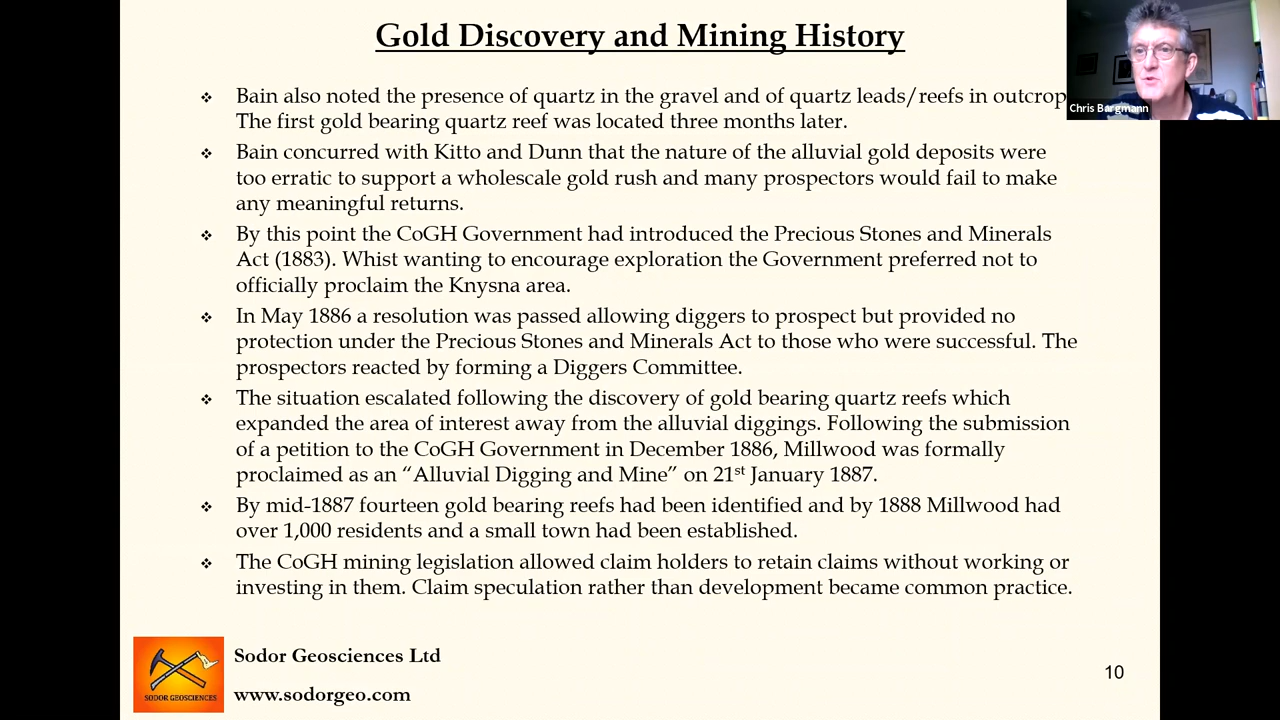 Gold Discovery and Mining History
Bain also noted the presence of quartz in the gravel and of quartz leads/reefs in outcrop
The first gold bearing quartz reef was located three months later.
Bain concurred with Kitto and Dunn that the nature of the alluvial gold deposits were
too erratic to support a wholescale gold rush and many prospectors would fail to make
any meaningful returns.
By this point the CoGH Government had introduced the Precious Stones and Minerals
Act (1883). Whist wanting to encourage exploration the Government preferred not to
officially proclaim the Knysna area.
In May 1886 a resolution was passed allowing diggers to prospect but provided no
protection under the Precious Stones and Minerals Act to those who were successful. The
prospectors reacted by forming a Diggers Committee.
The situation escalated following the discovery of gold bearing quartz reefs which
expanded the area of interest away from the alluvial diggings. Following the submission
of a petition to the CoGH Government in December 1886, Millwood was formally
proclaimed as an “Alluvial Digging and Mine” on 21st January 1887.
By mid-1887 fourteen gold bearing reefs had been identified and by 1888 Millwood had
over 1,000 residents and a small town had been established.
The CoGH mining legislation allowed claim holders to retain claims without working or
investing in them. Claim speculation rather than development became common practice.
Chris Bargmann
SODOR GEOSCIENCES
Sodor Geosciences Ltd
www.sodorgeo.com
10